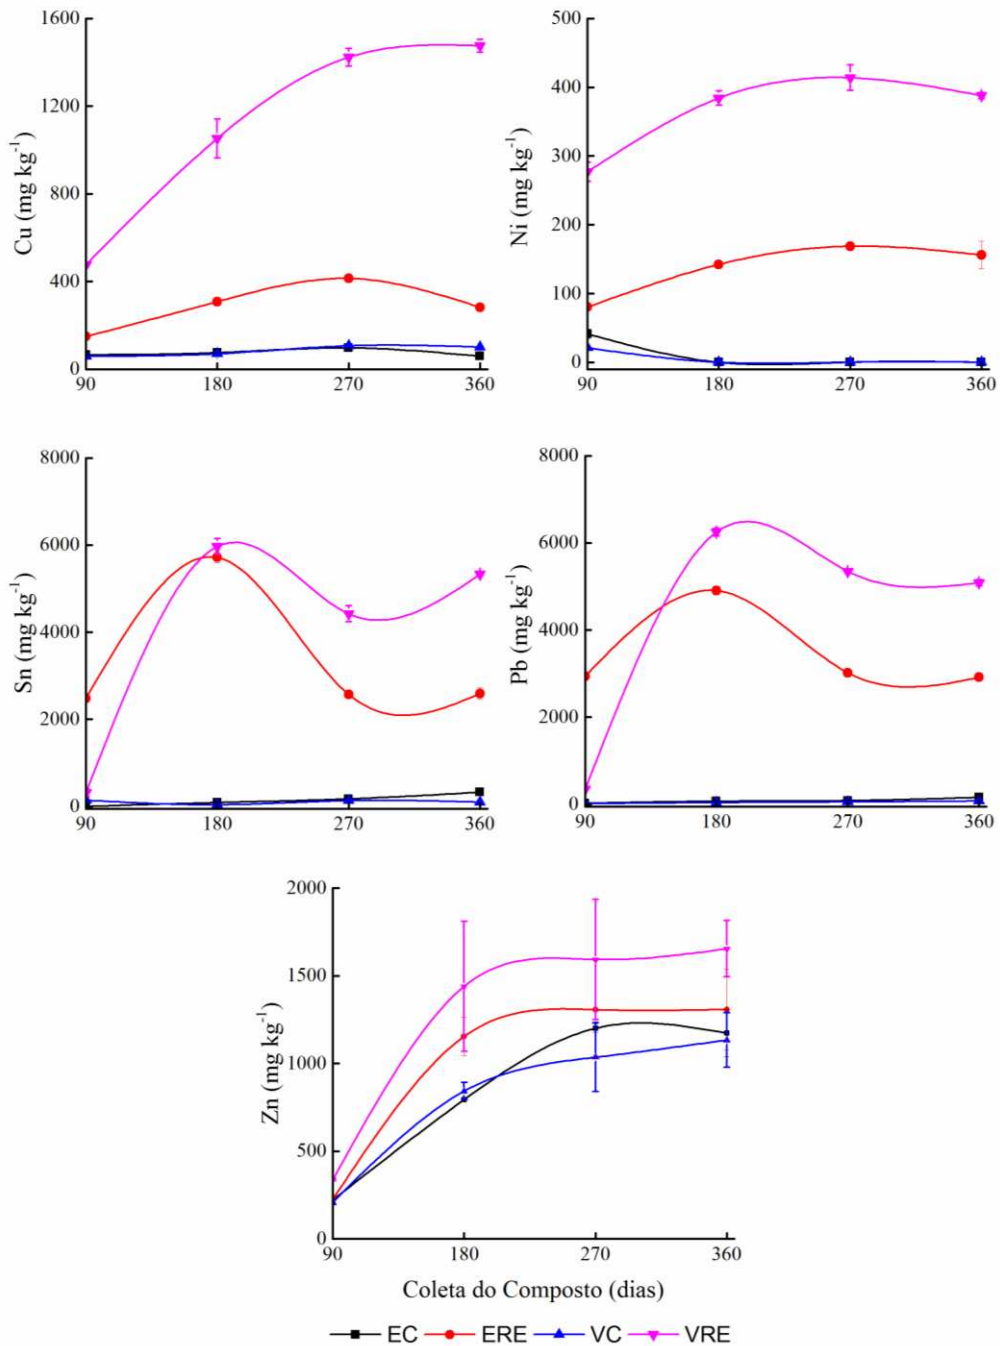 1600
1200
800
400
0
Cu (mg kg⁻¹)
90 180 270 360
500
400
300
200
100
0
Ni (mg kg⁻¹)
90 180 270 360
8000
6000
4000
2000
0
Sn (mg kg⁻¹)
90 180 270 360
8000
6000
4000
2000
0
Pb (mg kg⁻¹)
90 180 270 360
2000
1500
1000
500
0
Zn (mg kg⁻¹)
90 180 270 360
Coleta do Composto (dias)
EC ERE VC VRE